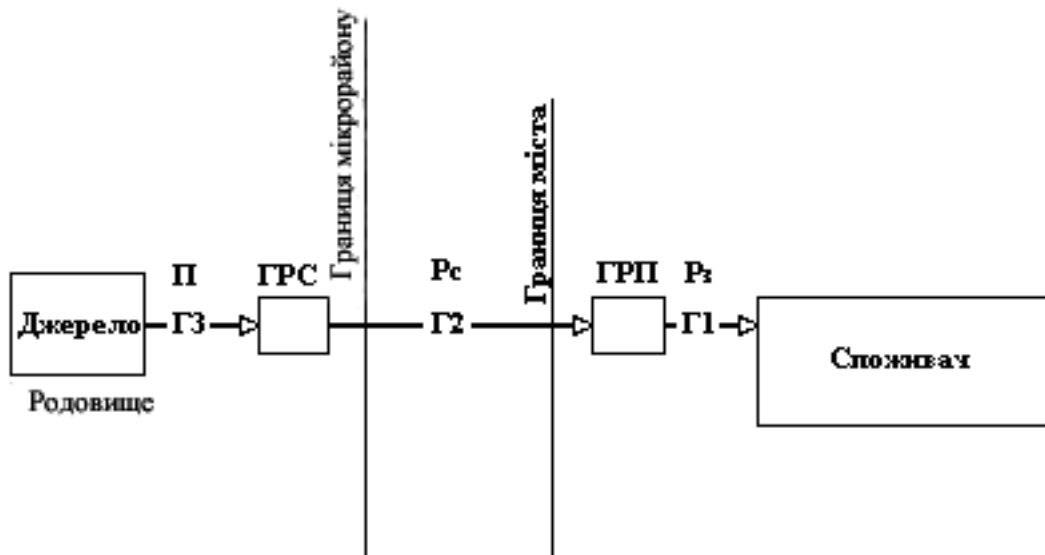 Границя мікрорайону
Границя міста
П
ГРС
Рс
ГРП
Рз
Джерело
Г3
Г2
Г1
Споживач
Родовище